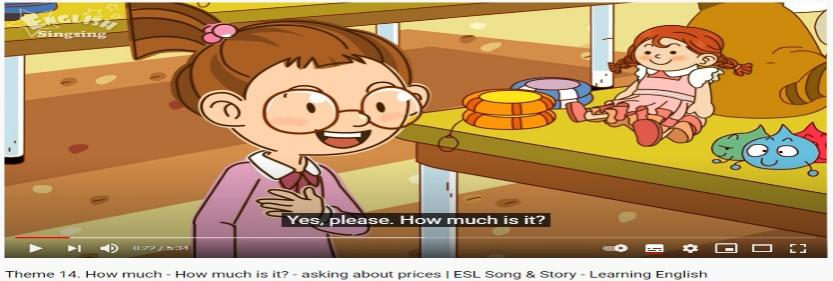 ENGLISH
Singsing
Yes, please. How much is it?
0:22 / 5:34
Theme 14. How much - How much is it? - asking about prices | ESL Song & Story - Learning English